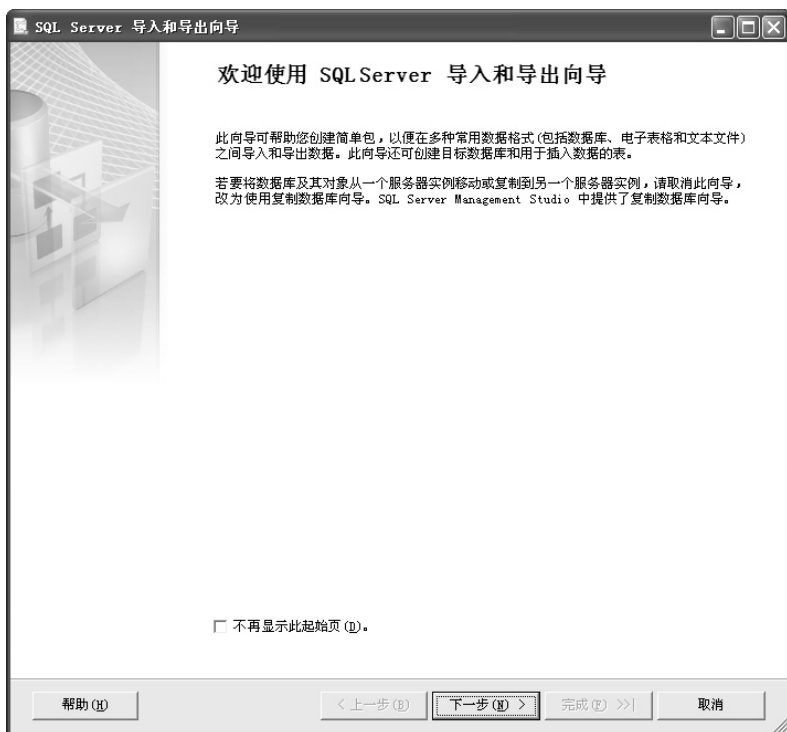 SQL Server 导入和导出向导
欢迎使用 SQL Server 导入和导出向导
此向导可帮助您创建简单包，以便在多种常用数据格式(包括数据库、电子表格和文本文件)
之间导入和导出数据。此向导还可创建目标数据库和用于插入数据的表。
若要将数据库及其对象从一个服务器实例移动或复制到另一个服务器实例，请取消此向导，
改为使用复制数据库向导。SQL Server Management Studio 中提供了复制数据库向导。
不再显示此起始页(D)。
帮助(H)
< 上一步(B)
下一步(N) >
完成(F) >>|
取消